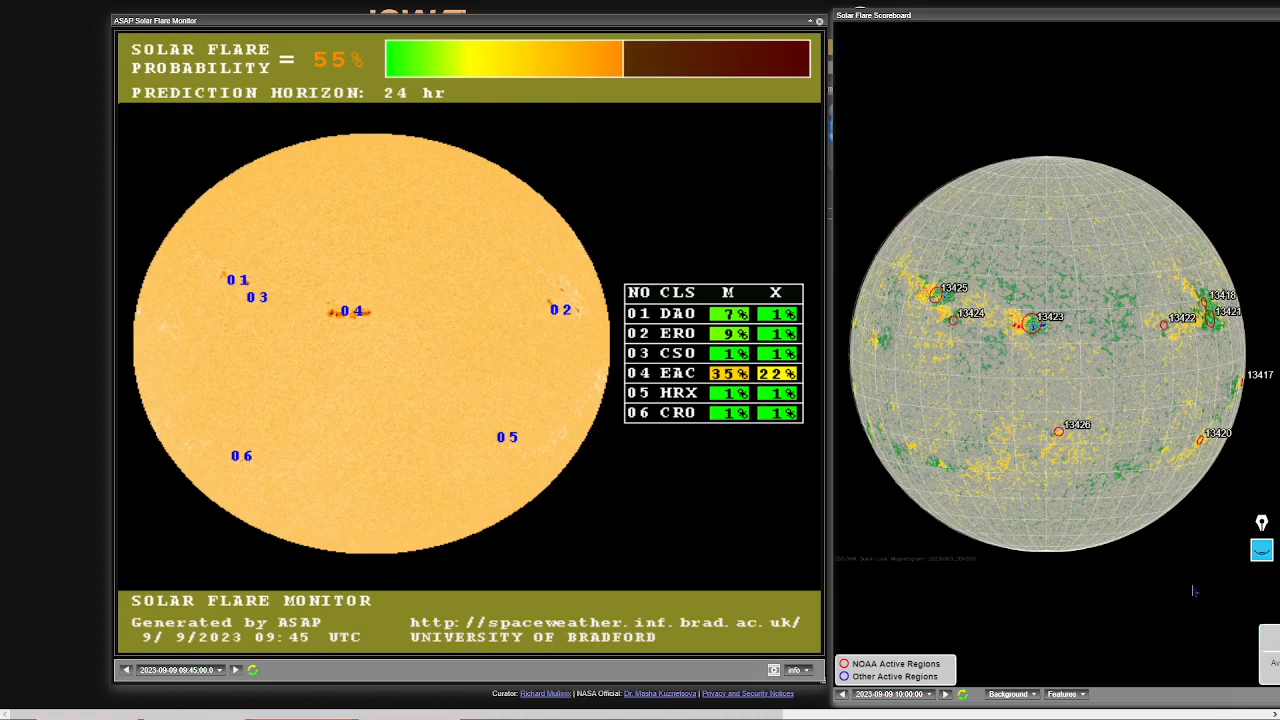 ASAP Solar Flare Monitor
SOLAR FLARE
PROBABILITY = 55%
PREDICTION HORIZON: 24 hr
01
03
04
02
05
06
NO CLS M X
01 DAO 7% 1%
02 ERO 9% 1%
03 CSO 1% 1%
04 EAC 35% 22%
05 HRX 1% 1%
06 CRO 1% 1%
SOLAR FLARE MONITOR
Generated by ASAP http://spaceweather.inf.brad.ac.uk/
9/ 9/2023 09:45 UTC UNIVERSITY OF BRADFORD
2023-09-09 09:45:00.0
info
Curator: Richard Mullinix | NASA Official: Dr. Masha Kuznetsova | Privacy and Security Notices
Solar Flare Scoreboard
13425
13424
13423
13422
13418
13421
13417
13426
13420
NOAA Active Regions
Other Active Regions
2023-09-09 10:00:00 Background Features